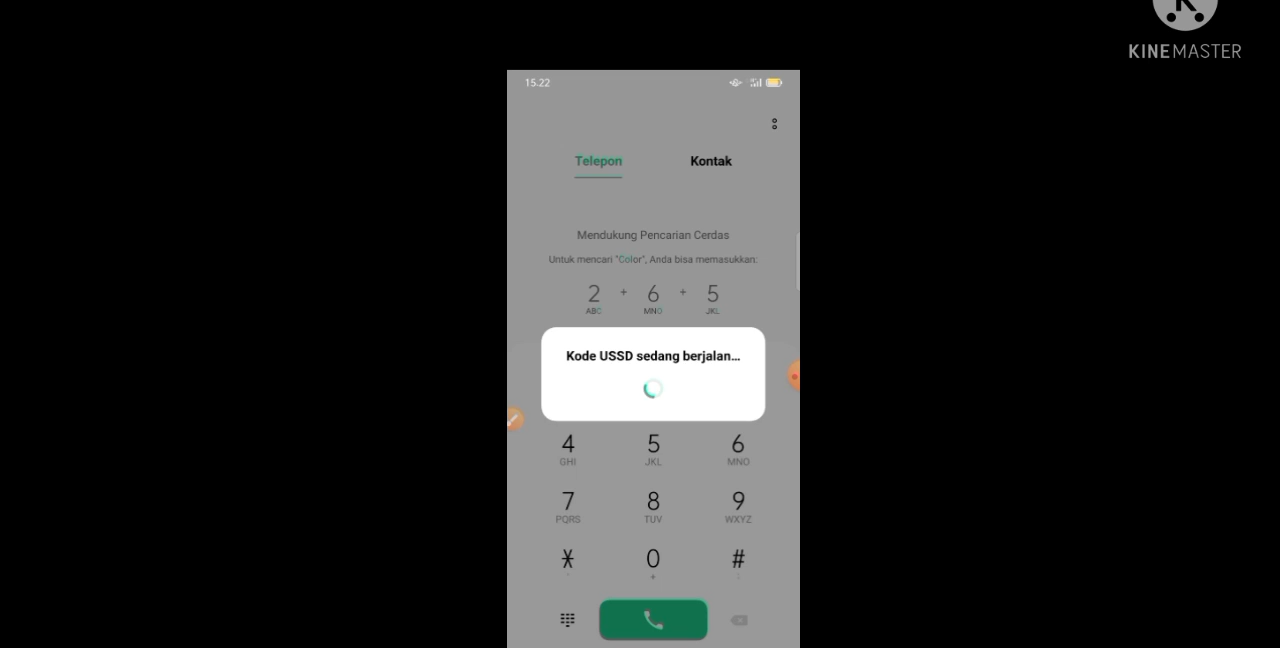 K
KINEMASTER
15.22
Telepon Kontak
Mendukung Pencarian Cerdas
Untuk mencari "Color", Anda bisa memasukkan:
2 + 6 + 5
ABC MNO JKL
Kode USSD sedang berjalan...
4 5 6
GHI JKL MNO
7 8 9
PQRS TUV WXYZ
* 0 #
, + ;